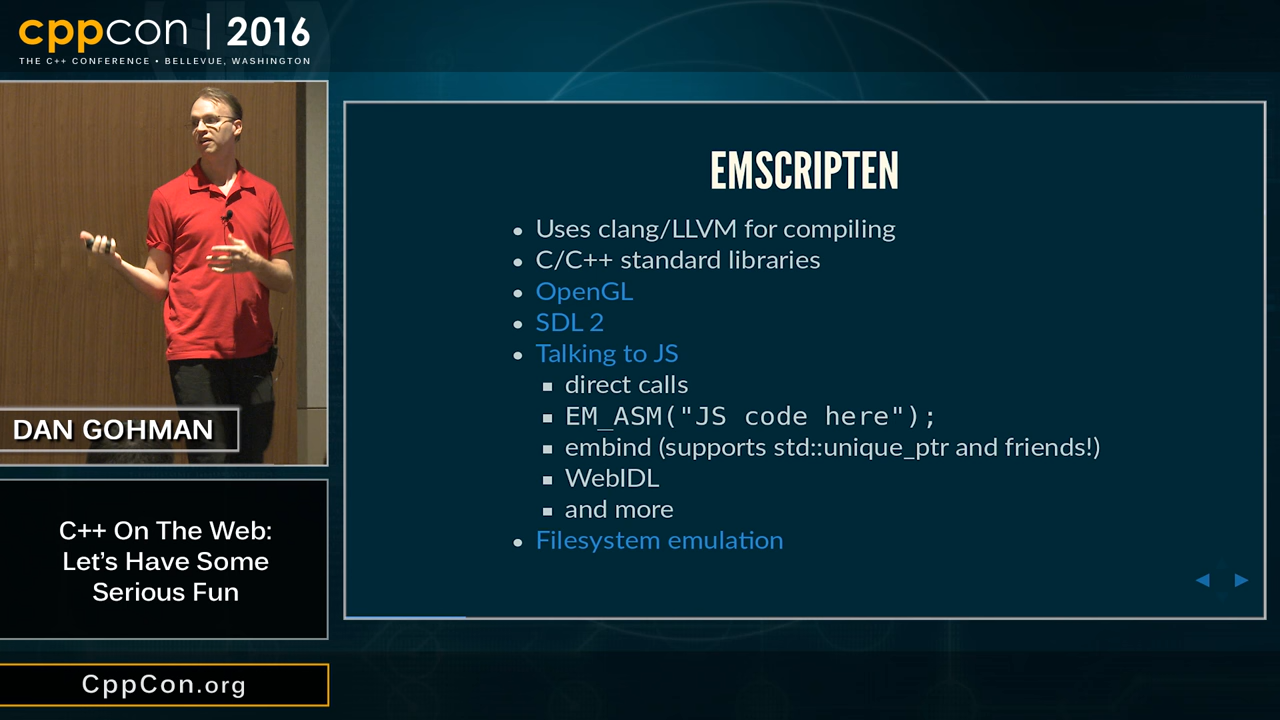 cppcon | 2016
THE C++ CONFERENCE • BELLEVUE, WASHINGTON
DAN GOHMAN
C++ On The Web:
Let's Have Some
Serious Fun
CppCon.org
EMSCRIPTEN
• Uses clang/LLVM for compiling
• C/C++ standard libraries
• OpenGL
• SDL 2
• Talking to JS
▪ direct calls
▪ EM_ASM("JS code here");
▪ embind (supports std::unique_ptr and friends!)
▪ WebIDL
▪ and more
• Filesystem emulation